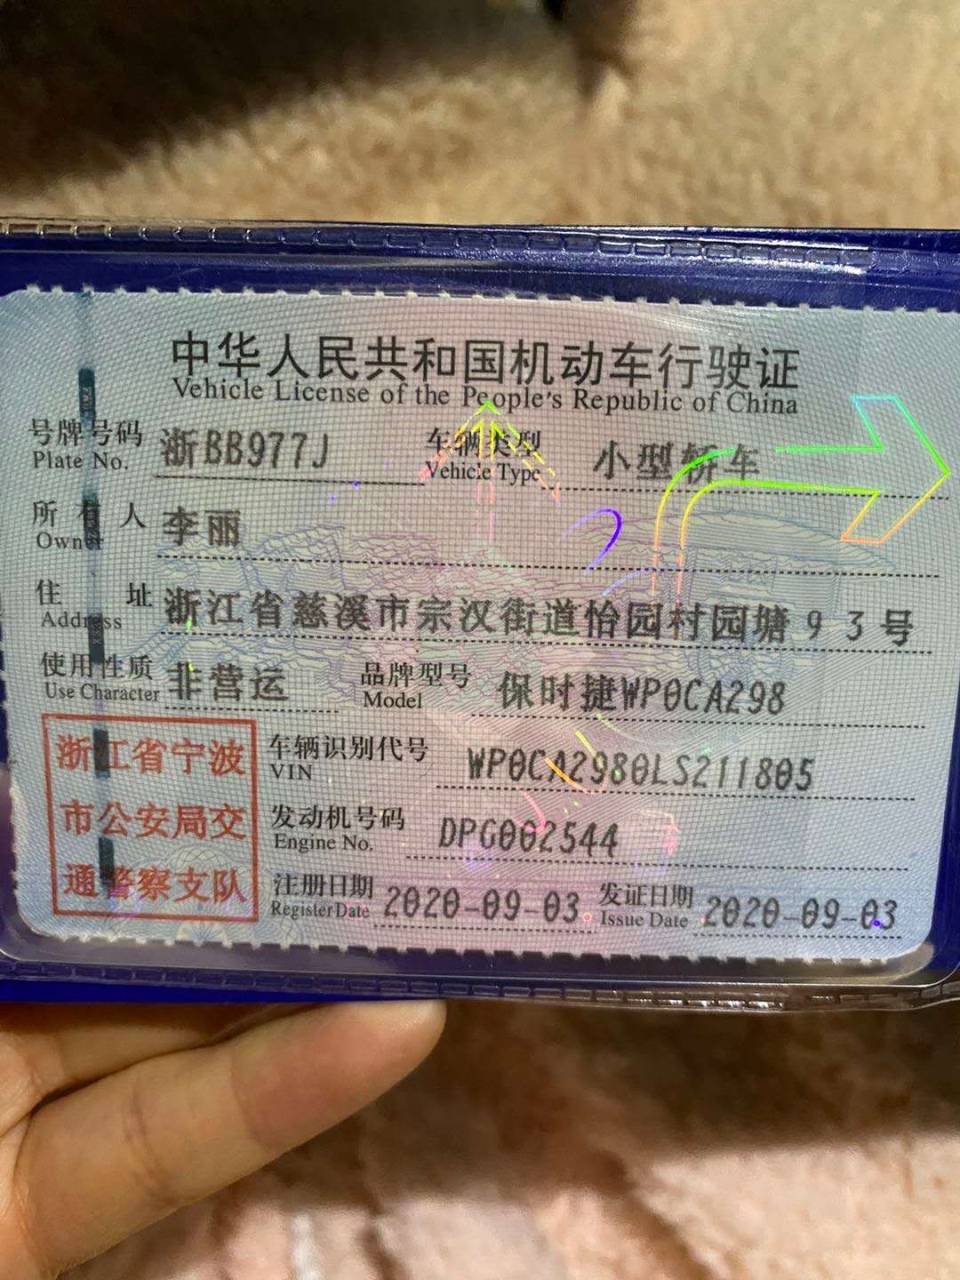 中华人民共和国机动车行驶证
Vehicle License of the People's Republic of China
号牌号码 浙BB977J 车辆类型 小型轿车
Plate No. Vehicle Type
所有人 李丽
Owner
住址 浙江省慈溪市宗汉街道怡园村园塘93号
Address
使用性质 非营运 品牌型号 保时捷WP0CA298
Use Character Model
浙江省宁波
市公安局交
通警察支队
车辆识别代号 WP0CA2980LS211805
VIN
发动机号码 DPG002544
Engine No.
注册日期 2020-09-03 发证日期 2020-09-03
Register Date Issue Date